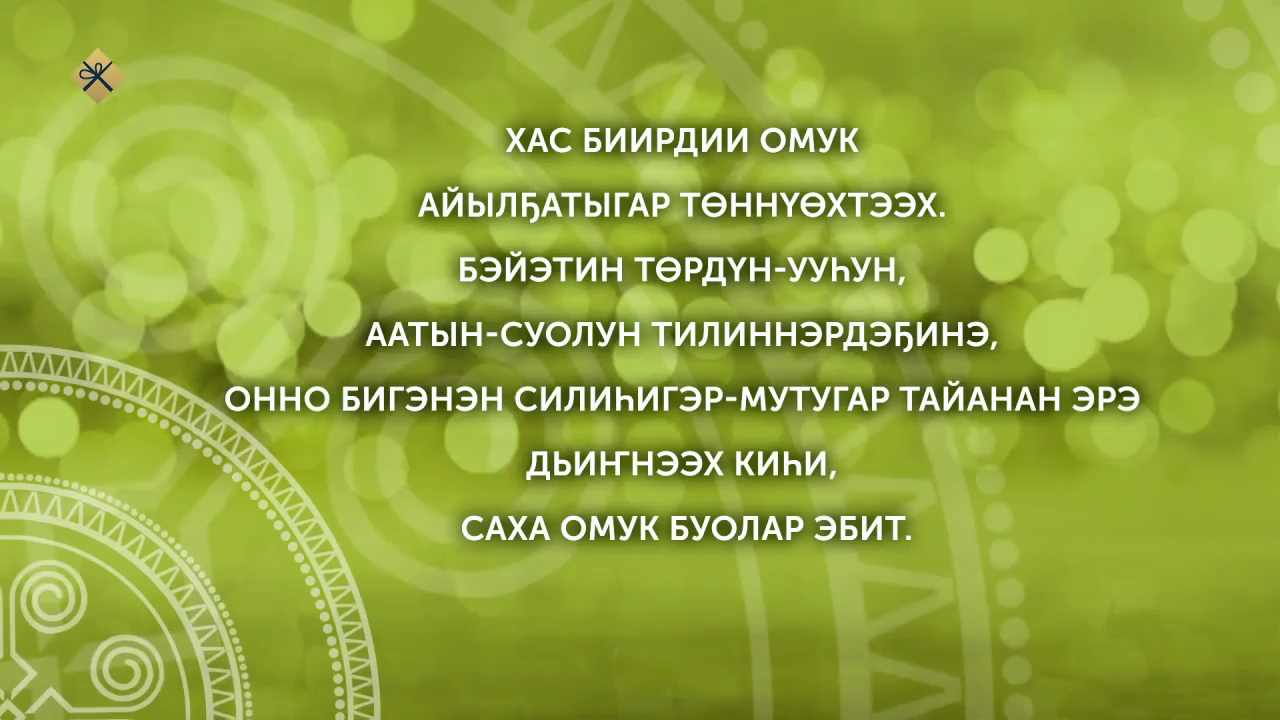 ХАС БИИРДИИ ОМУК
АЙЫЛҔАТЫГАР ТӨННҮӨХТЭЭХ.
БЭЙЭТИН ТӨРДҮН-УУҺУН,
ААТЫН-СУОЛУН ТИЛИННЭРДЭҔИНЭ,
ОННО БИГЭНЭН СИЛИҺИГЭР-МУТУГАР ТАЙАНАН ЭРЭ
ДЬИҤНЭЭХ КИҺИ,
САХА ОМУК БУОЛАР ЭБИТ.